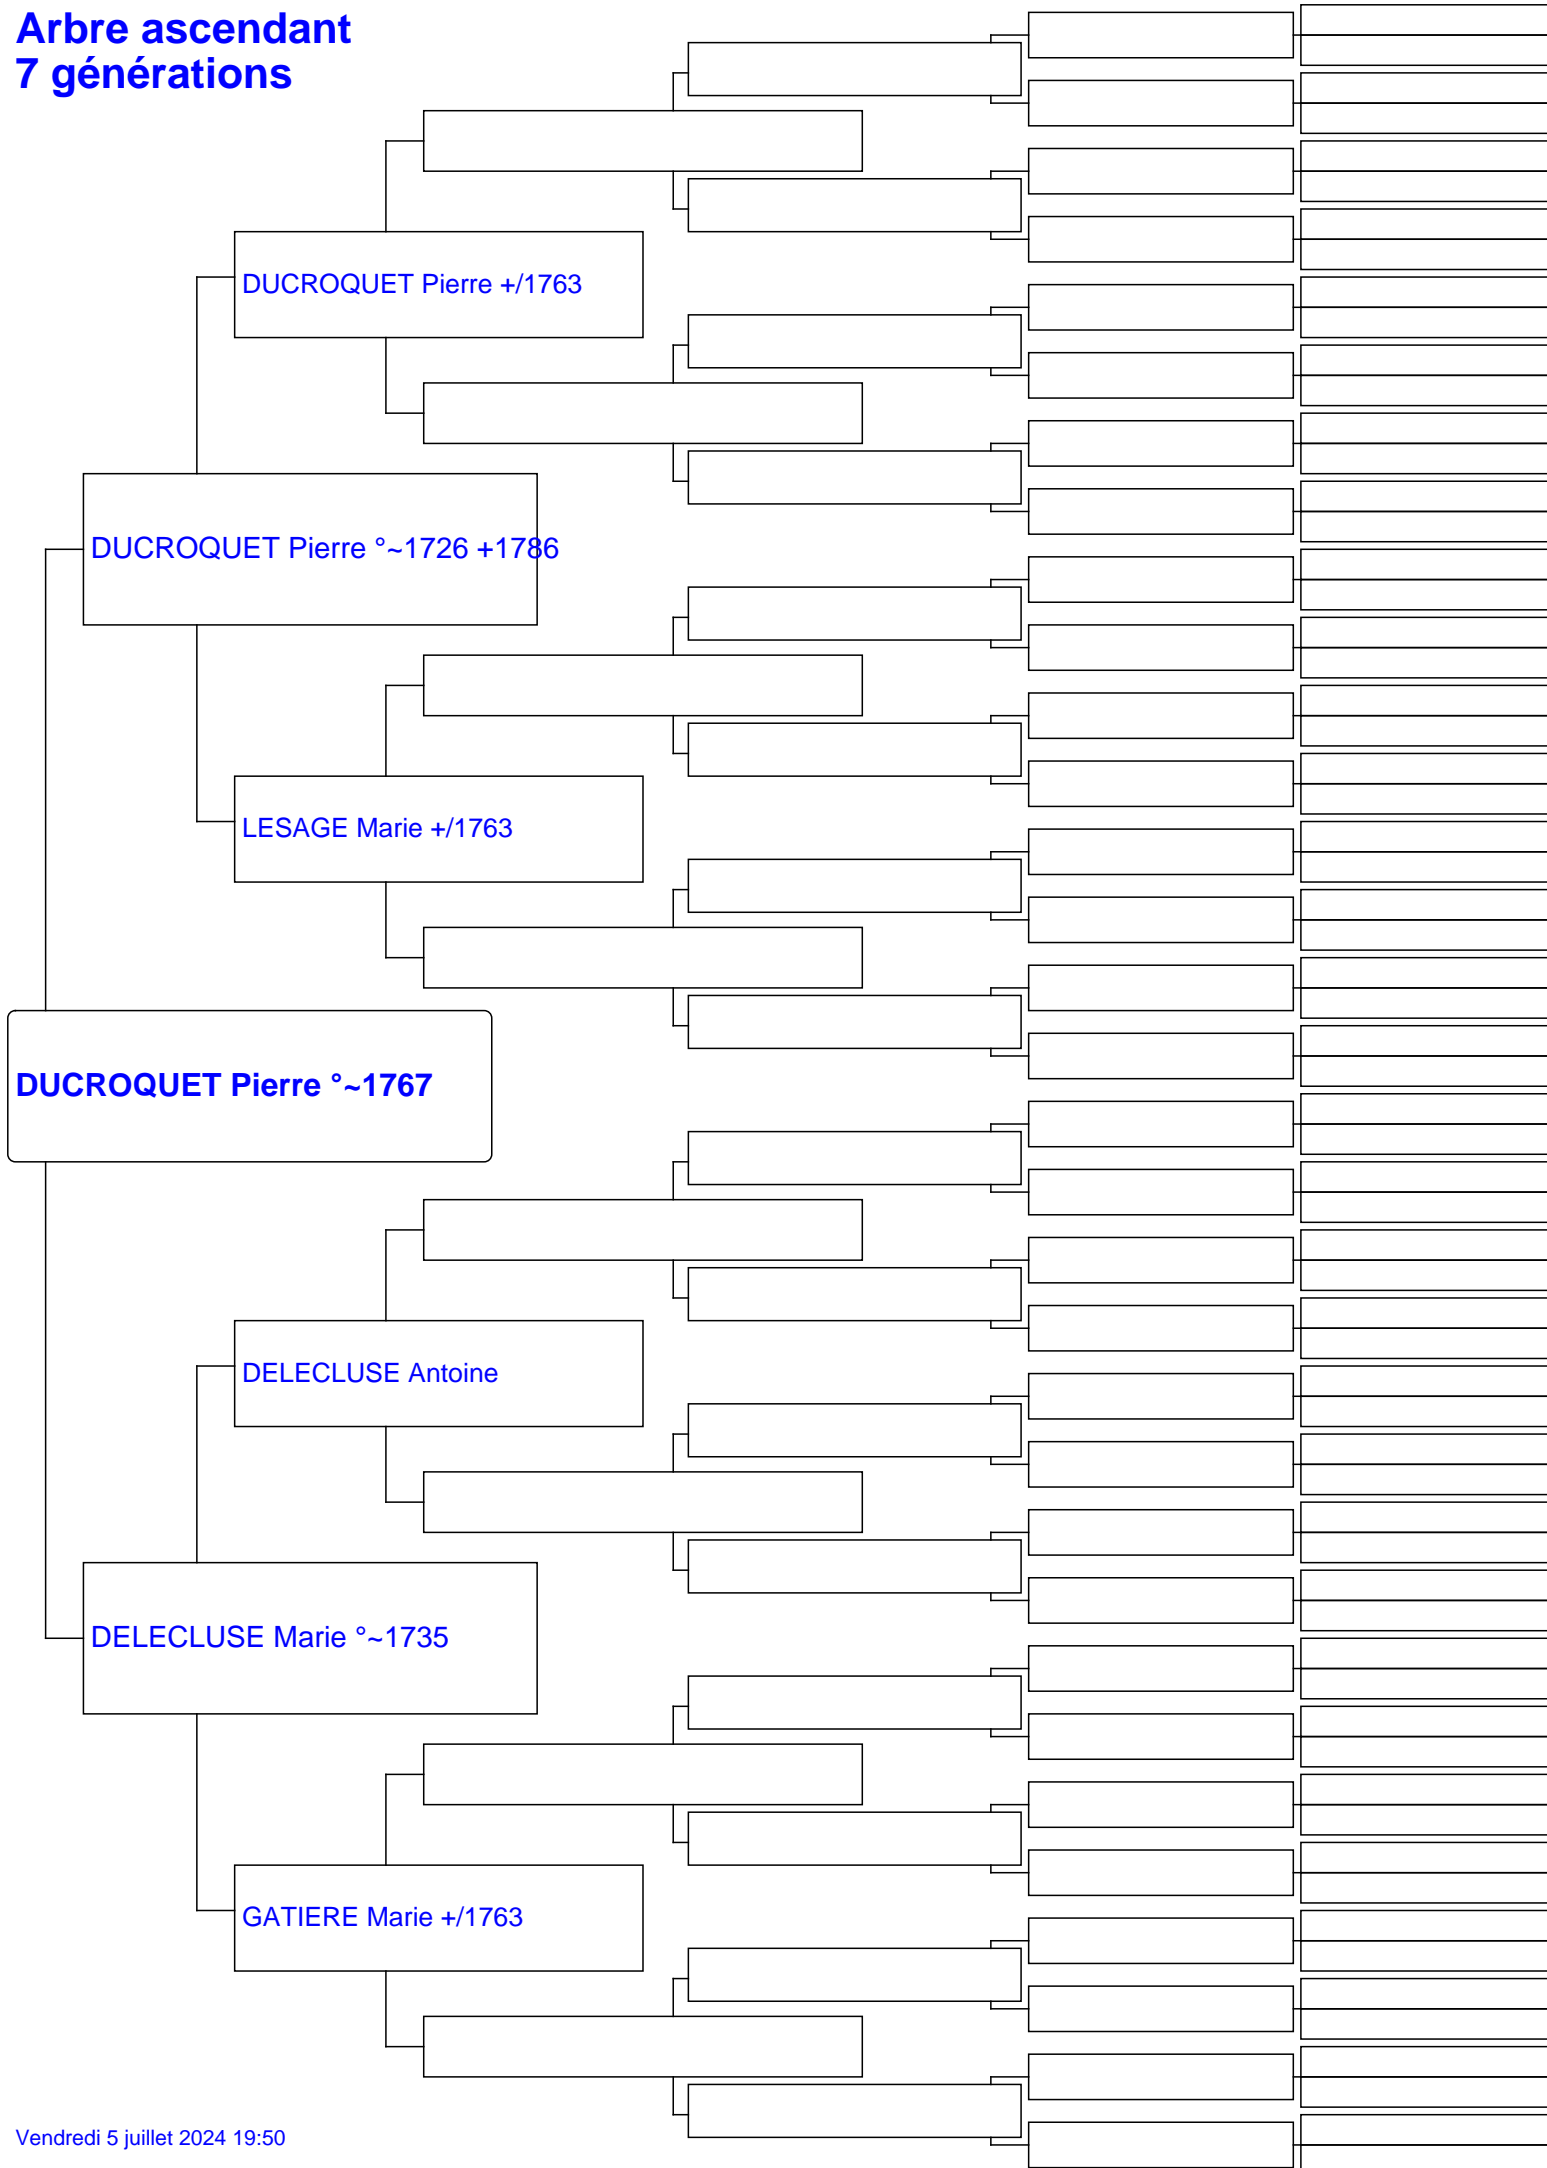 Arbre ascendant
7 générations
DUCROQUET Pierre +/1763
DUCROQUET Pierre °~1726 +1786
LESAGE Marie +/1763
DUCROQUET Pierre °~1767
DELECLUSE Antoine
DELECLUSE Marie °~1735
GATIERE Marie +/1763
Vendredi 5 juillet 2024 19:50